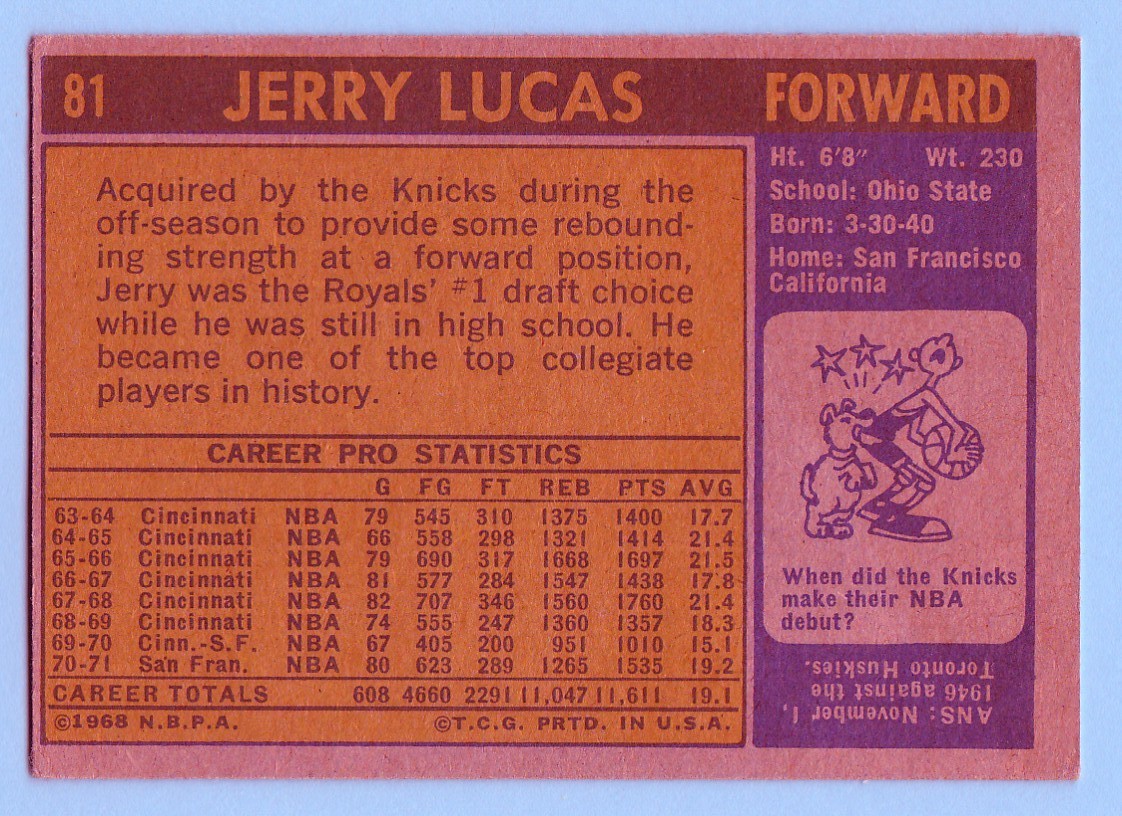 81 JERRY LUCAS FORWARD
Acquired by the Knicks during the
off-season to provide some rebound-
ing strength at a forward position,
Jerry was the Royals' #1 draft choice
while he was still in high school. He
became one of the top collegiate
players in history.
CAREER PRO STATISTICS
G FG FT REB PTS AVG
63-64 Cincinnati NBA 79 545 310 1375 1400 17.7
64-65 Cincinnati NBA 66 558 298 1321 1414 21.4
65-66 Cincinnati NBA 79 690 317 1668 1697 21.5
66-67 Cincinnati NBA 81 577 284 1547 1438 17.8
67-68 Cincinnati NBA 82 707 346 1560 1760 21.4
68-69 Cincinnati NBA 74 555 247 1360 1357 18.3
69-70 Cinn.-S.F. NBA 67 405 200 951 1010 15.1
70-71 San Fran. NBA 80 623 289 1265 1535 19.2
CAREER TOTALS 608 4660 2291 11,047 11,611 19.1
©1968 N.B.P.A. ©T.C.G. PRTD. IN U.S.A.
Ht. 6'8" Wt. 230
School: Ohio State
Born: 3-30-40
Home: San Francisco
California
When did the Knicks
make their NBA
debut?
ANS: November 1,
1946 against the
Toronto Huskies.